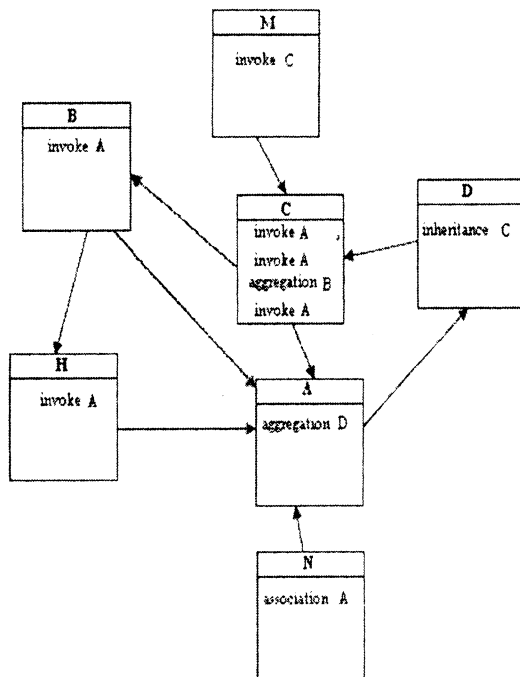 M
invoke C
B
invoke A
C
invoke A
invoke A
aggregation B
invoke A
D
inheritance C
H
invoke A
A
aggregation D
N
association A